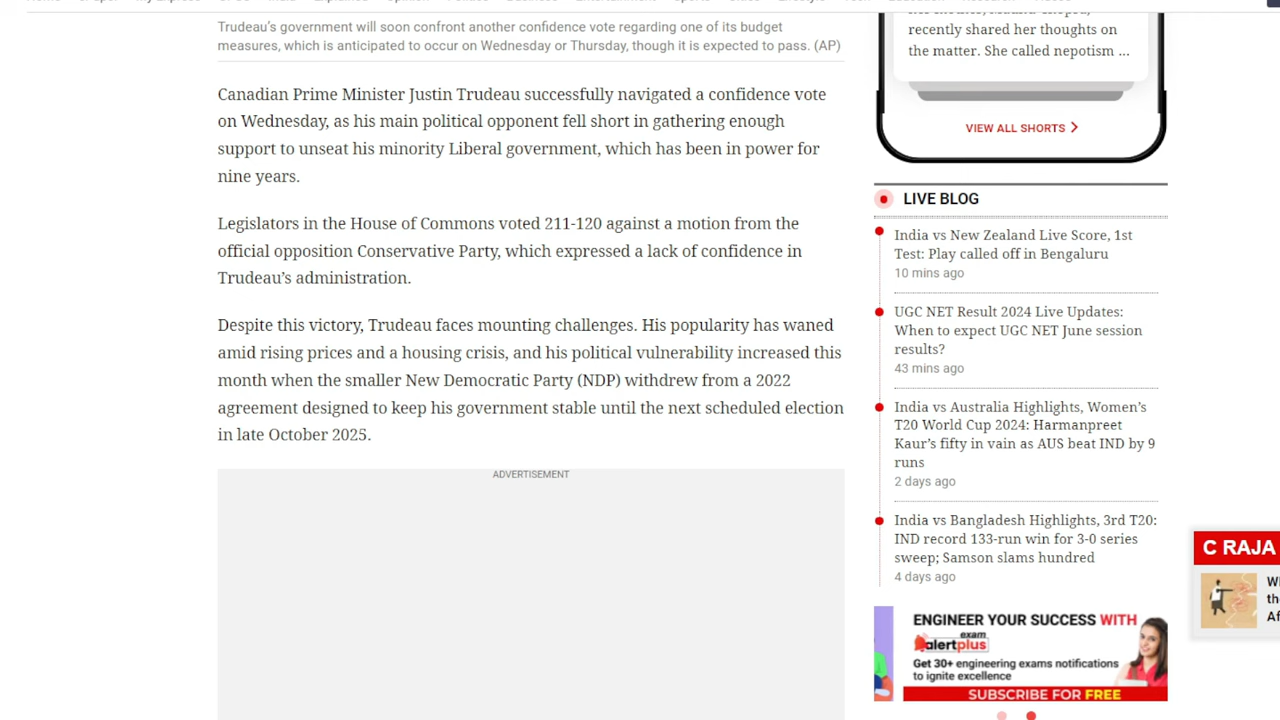 Trudeau's government will soon confront another confidence vote regarding one of its budget
measures, which is anticipated to occur on Wednesday or Thursday, though it is expected to pass. (AP)
Canadian Prime Minister Justin Trudeau successfully navigated a confidence vote
on Wednesday, as his main political opponent fell short in gathering enough
support to unseat his minority Liberal government, which has been in power for
nine years.
Legislators in the House of Commons voted 211-120 against a motion from the
official opposition Conservative Party, which expressed a lack of confidence in
Trudeau's administration.
Despite this victory, Trudeau faces mounting challenges. His popularity has waned
amid rising prices and a housing crisis, and his political vulnerability increased this
month when the smaller New Democratic Party (NDP) withdrew from a 2022
agreement designed to keep his government stable until the next scheduled election
in late October 2025.
ADVERTISEMENT
recently shared her thoughts on
the matter. She called nepotism ...
VIEW ALL SHORTS
LIVE BLOG
India vs New Zealand Live Score, 1st
Test: Play called off in Bengaluru
10 mins ago
UGC NET Result 2024 Live Updates:
When to expect UGC NET June session
results?
43 mins ago
India vs Australia Highlights, Women's
T20 World Cup 2024: Harmanpreet
Kaur's fifty in vain as AUS beat IND by 9
runs
2 days ago
India vs Bangladesh Highlights, 3rd T20:
IND record 133-run win for 3-0 series
sweep; Samson slams hundred
4 days ago
C RAJA
ENGINEER YOUR SUCCESS WITH
exam
alertplus
Get 30+ engineering exams notifications
to ignite excellence
SUBSCRIBE FOR FREE